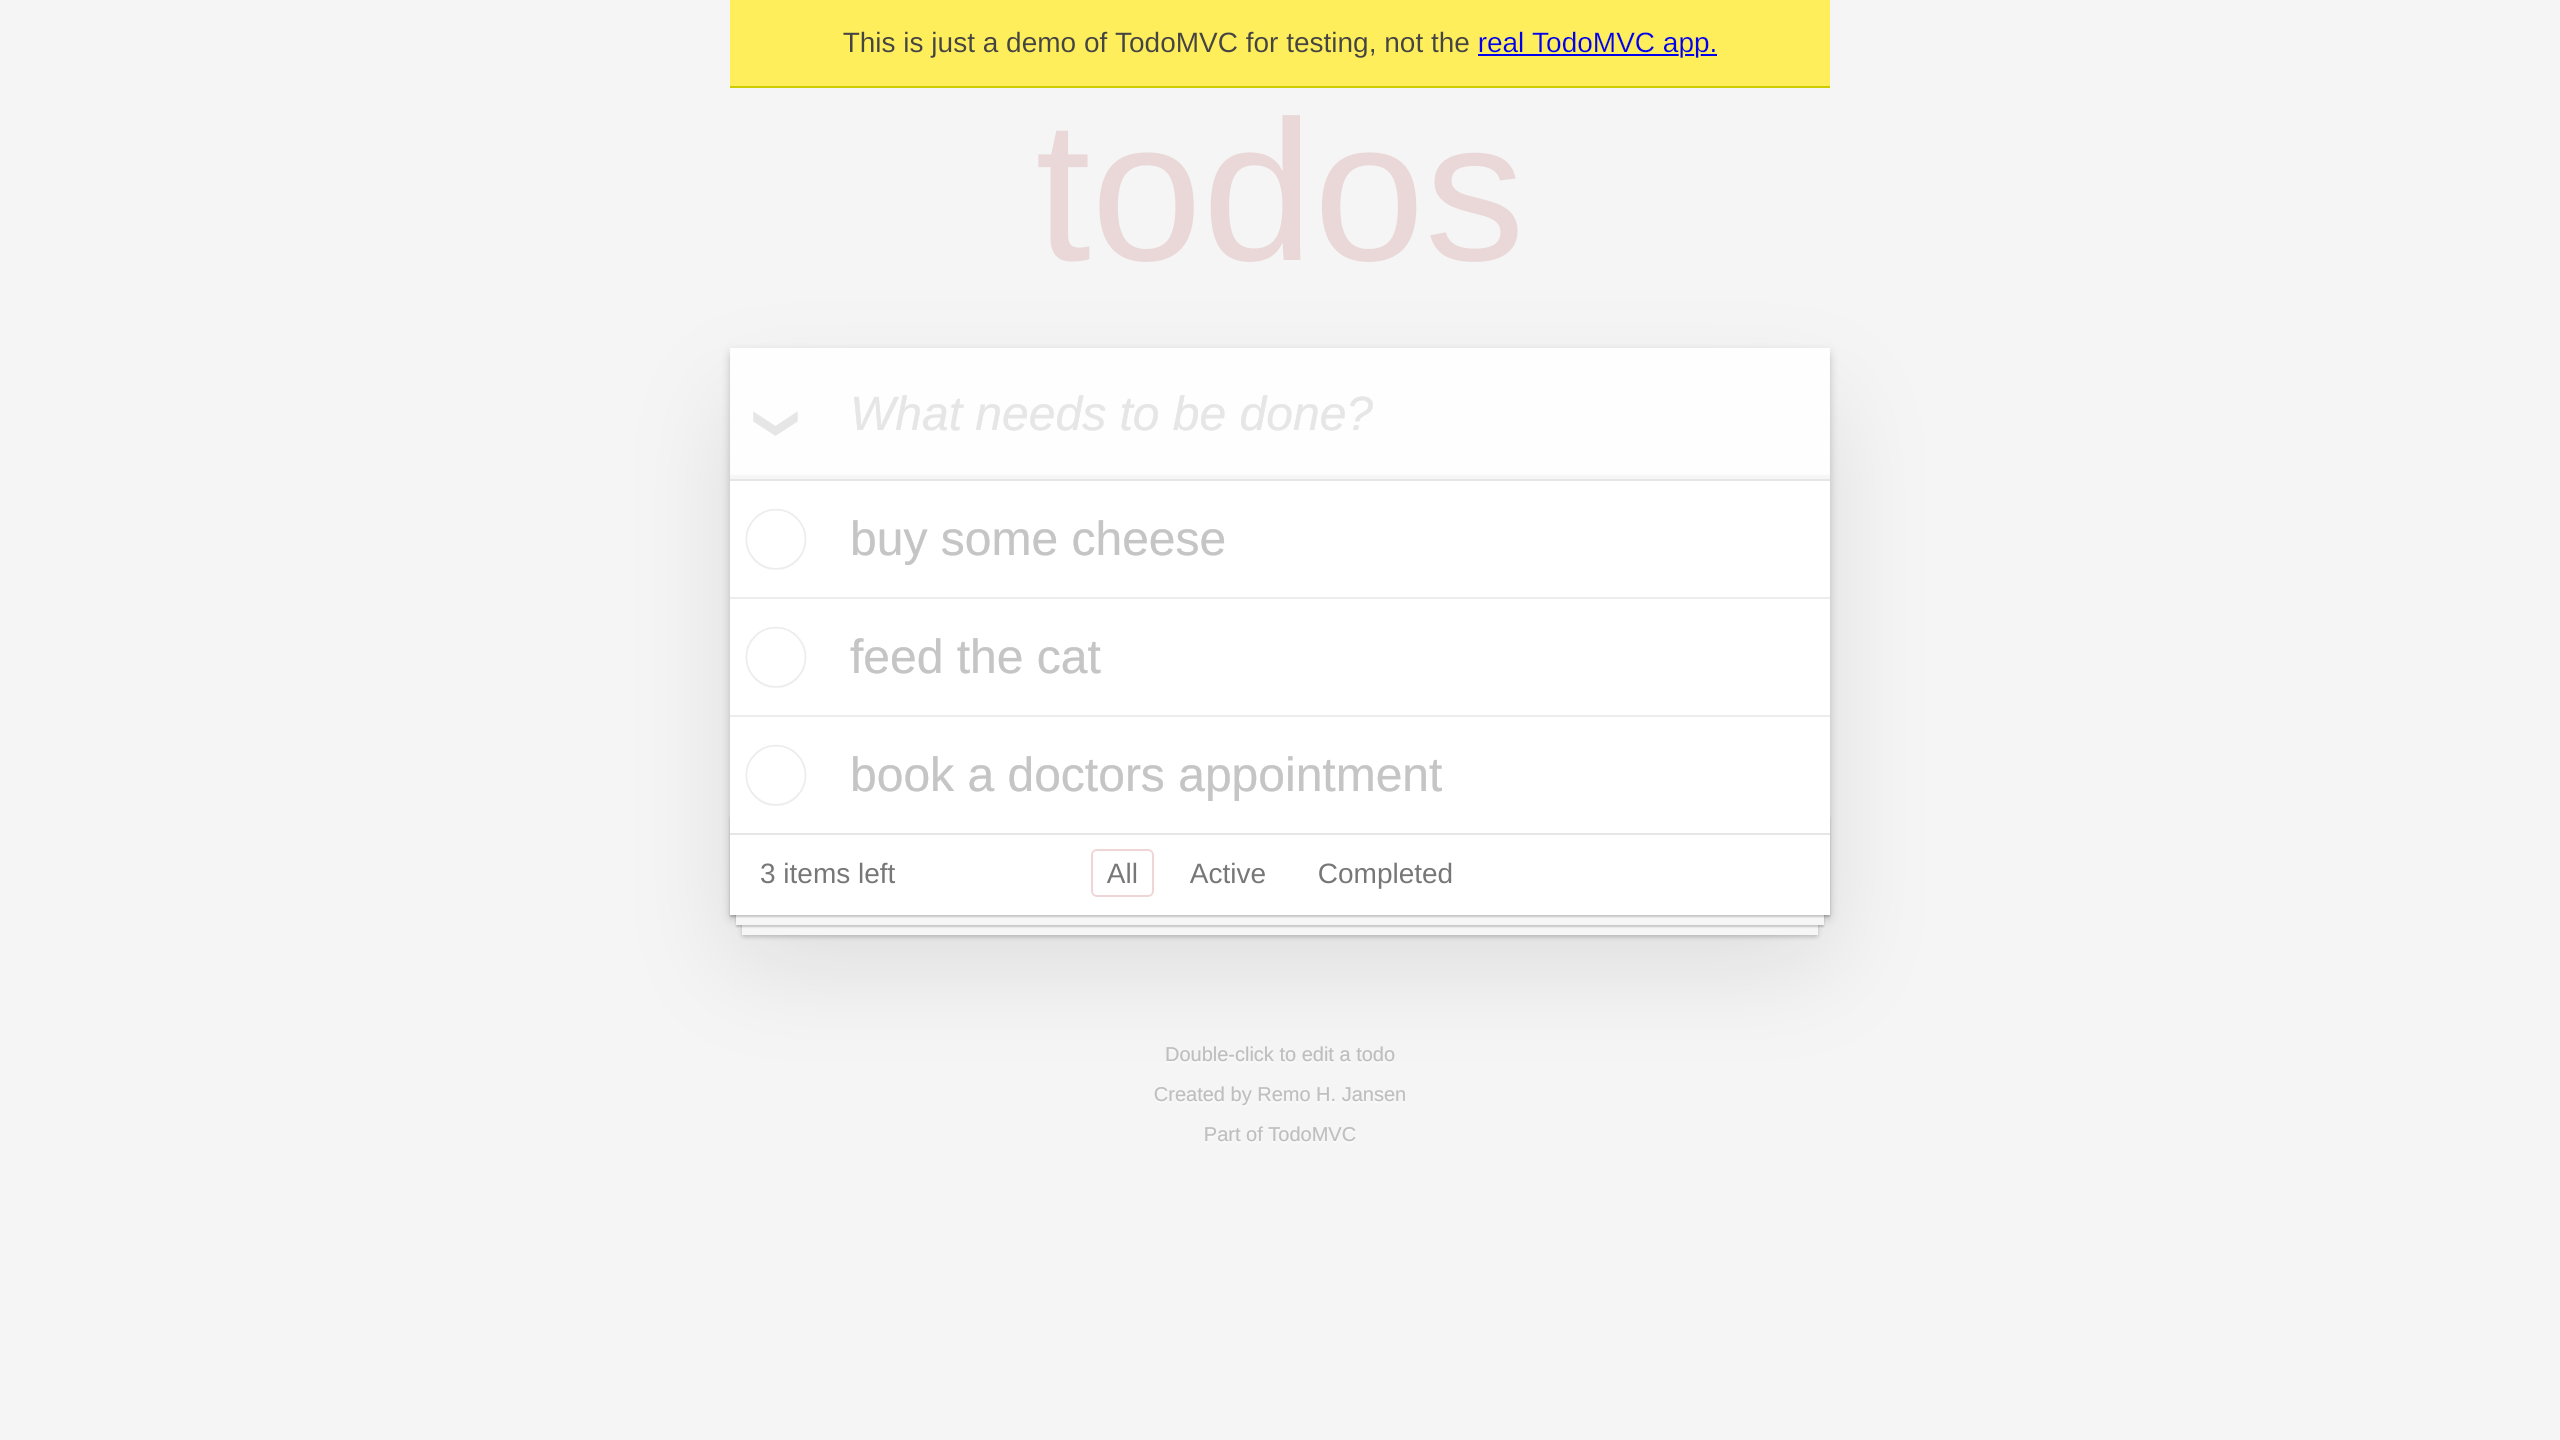 This is just a demo of TodoMVC for testing, not the real TodoMVC app.
todos
What needs to be done?
buy some cheese
feed the cat
book a doctors appointment
3 items left All Active Completed
Double-click to edit a todo
Created by Remo H. Jansen
Part of TodoMVC